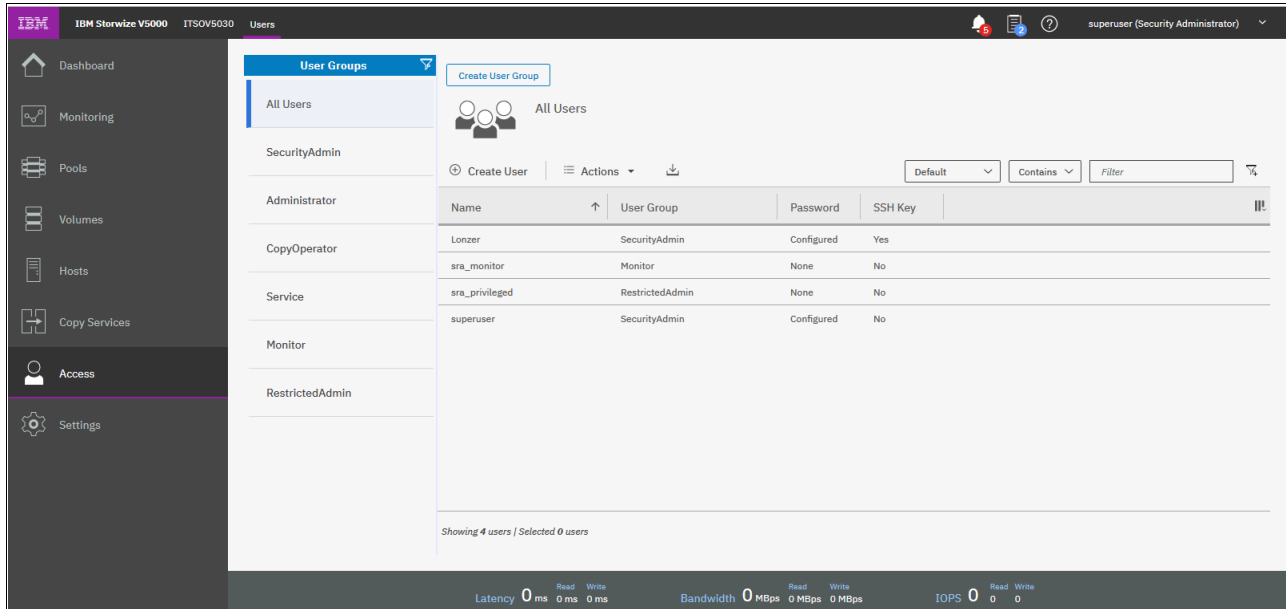 IBM IBM Storwize V5000 ITSOV5030 Users 5 2 superuser (Security Administrator)
Dashboard
Monitoring
Pools
Volumes
Hosts
Copy Services
Access
Settings
User Groups
All Users
SecurityAdmin
Administrator
CopyOperator
Service
Monitor
RestrictedAdmin
Create User Group
All Users
Create User Actions Default Contains Filter
Name User Group Password SSH Key
Lonzer SecurityAdmin Configured Yes
sra_monitor Monitor None No
sra_privileged RestrictedAdmin None No
superuser SecurityAdmin Configured No
Showing 4 users | Selected 0 users
Read Write Read Write Read Write
Latency 0 ms 0 ms 0 ms Bandwidth 0 MBps 0 MBps 0 MBps IOPS 0 0 0